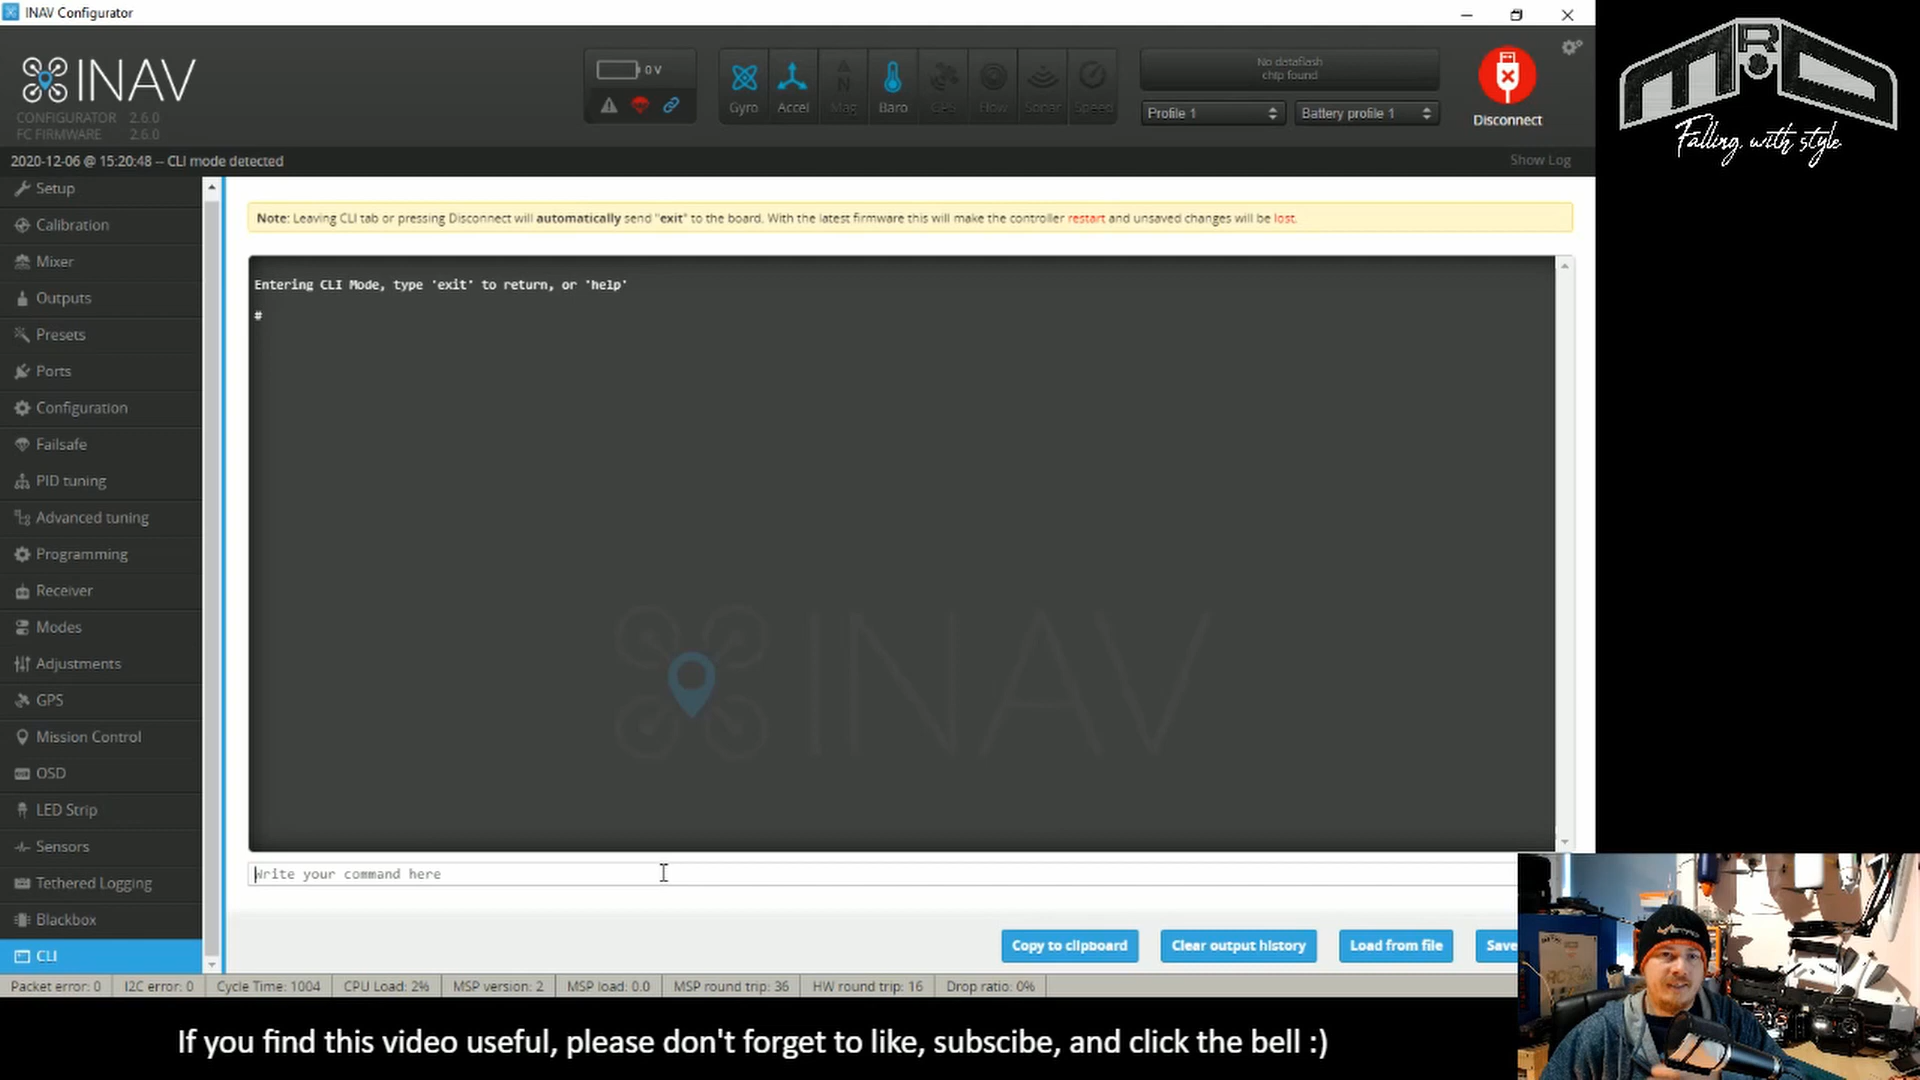 INAV Configurator
INAV
CONFIGURATOR 2.6.0
FC FIRMWARE 2.6.0
0 V
Gyro
Accel
Mag
Baro
GPS
Flow
Sonar
Speed
No dataflash
chip found
Profile 1
Battery profile 1
Disconnect
2020-12-06 @ 15:20:48 -- CLI mode detected
Show Log
Setup
Calibration
Mixer
Outputs
Presets
Ports
Configuration
Failsafe
PID tuning
Advanced tuning
Programming
Receiver
Modes
Adjustments
GPS
Mission Control
OSD
LED Strip
Sensors
Tethered Logging
Blackbox
CLI
Note: Leaving CLI tab or pressing Disconnect will automatically send "exit" to the board. With the latest firmware this will make the controller restart and unsaved changes will be lost.
Entering CLI Mode, type 'exit' to return, or 'help'
#
INAV
Write your command here
Copy to clipboard
Clear output history
Load from file
Save
Packet error: 0
I2C error: 0
Cycle Time: 1004
CPU Load: 2%
MSP version: 2
MSP load: 0.0
MSP round trip: 36
HW round trip: 16
Drop ratio: 0%
Falling with style
If you find this video useful, please don't forget to like, subscibe, and click the bell :)